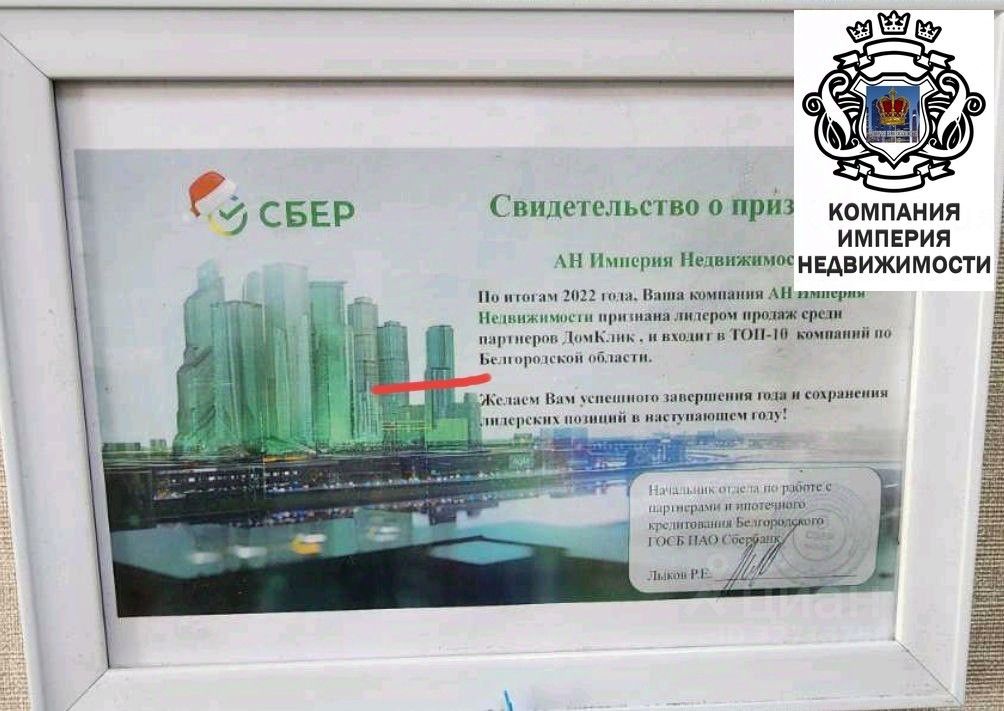 СБЕР
Свидетельство о приз
АН Империя Недвижимос
По итогам 2022 года, Ваша компания АН Империя
Недвижимости признана лидером продаж среди
партнеров ДомКлик , и входит в ТОП-10 компаний по
Белгородской области.
Желаем Вам успешного завершения года и сохранения
лидерских позиций в наступающем году!
Начальник отдела по работе с
партнерами и ипотечного
кредитования Белгородского
ГОСБ ПАО Сбербанк
Лыков Р.Е.
КОМПАНИЯ
ИМПЕРИЯ
НЕДВИЖИМОСТИ
циан